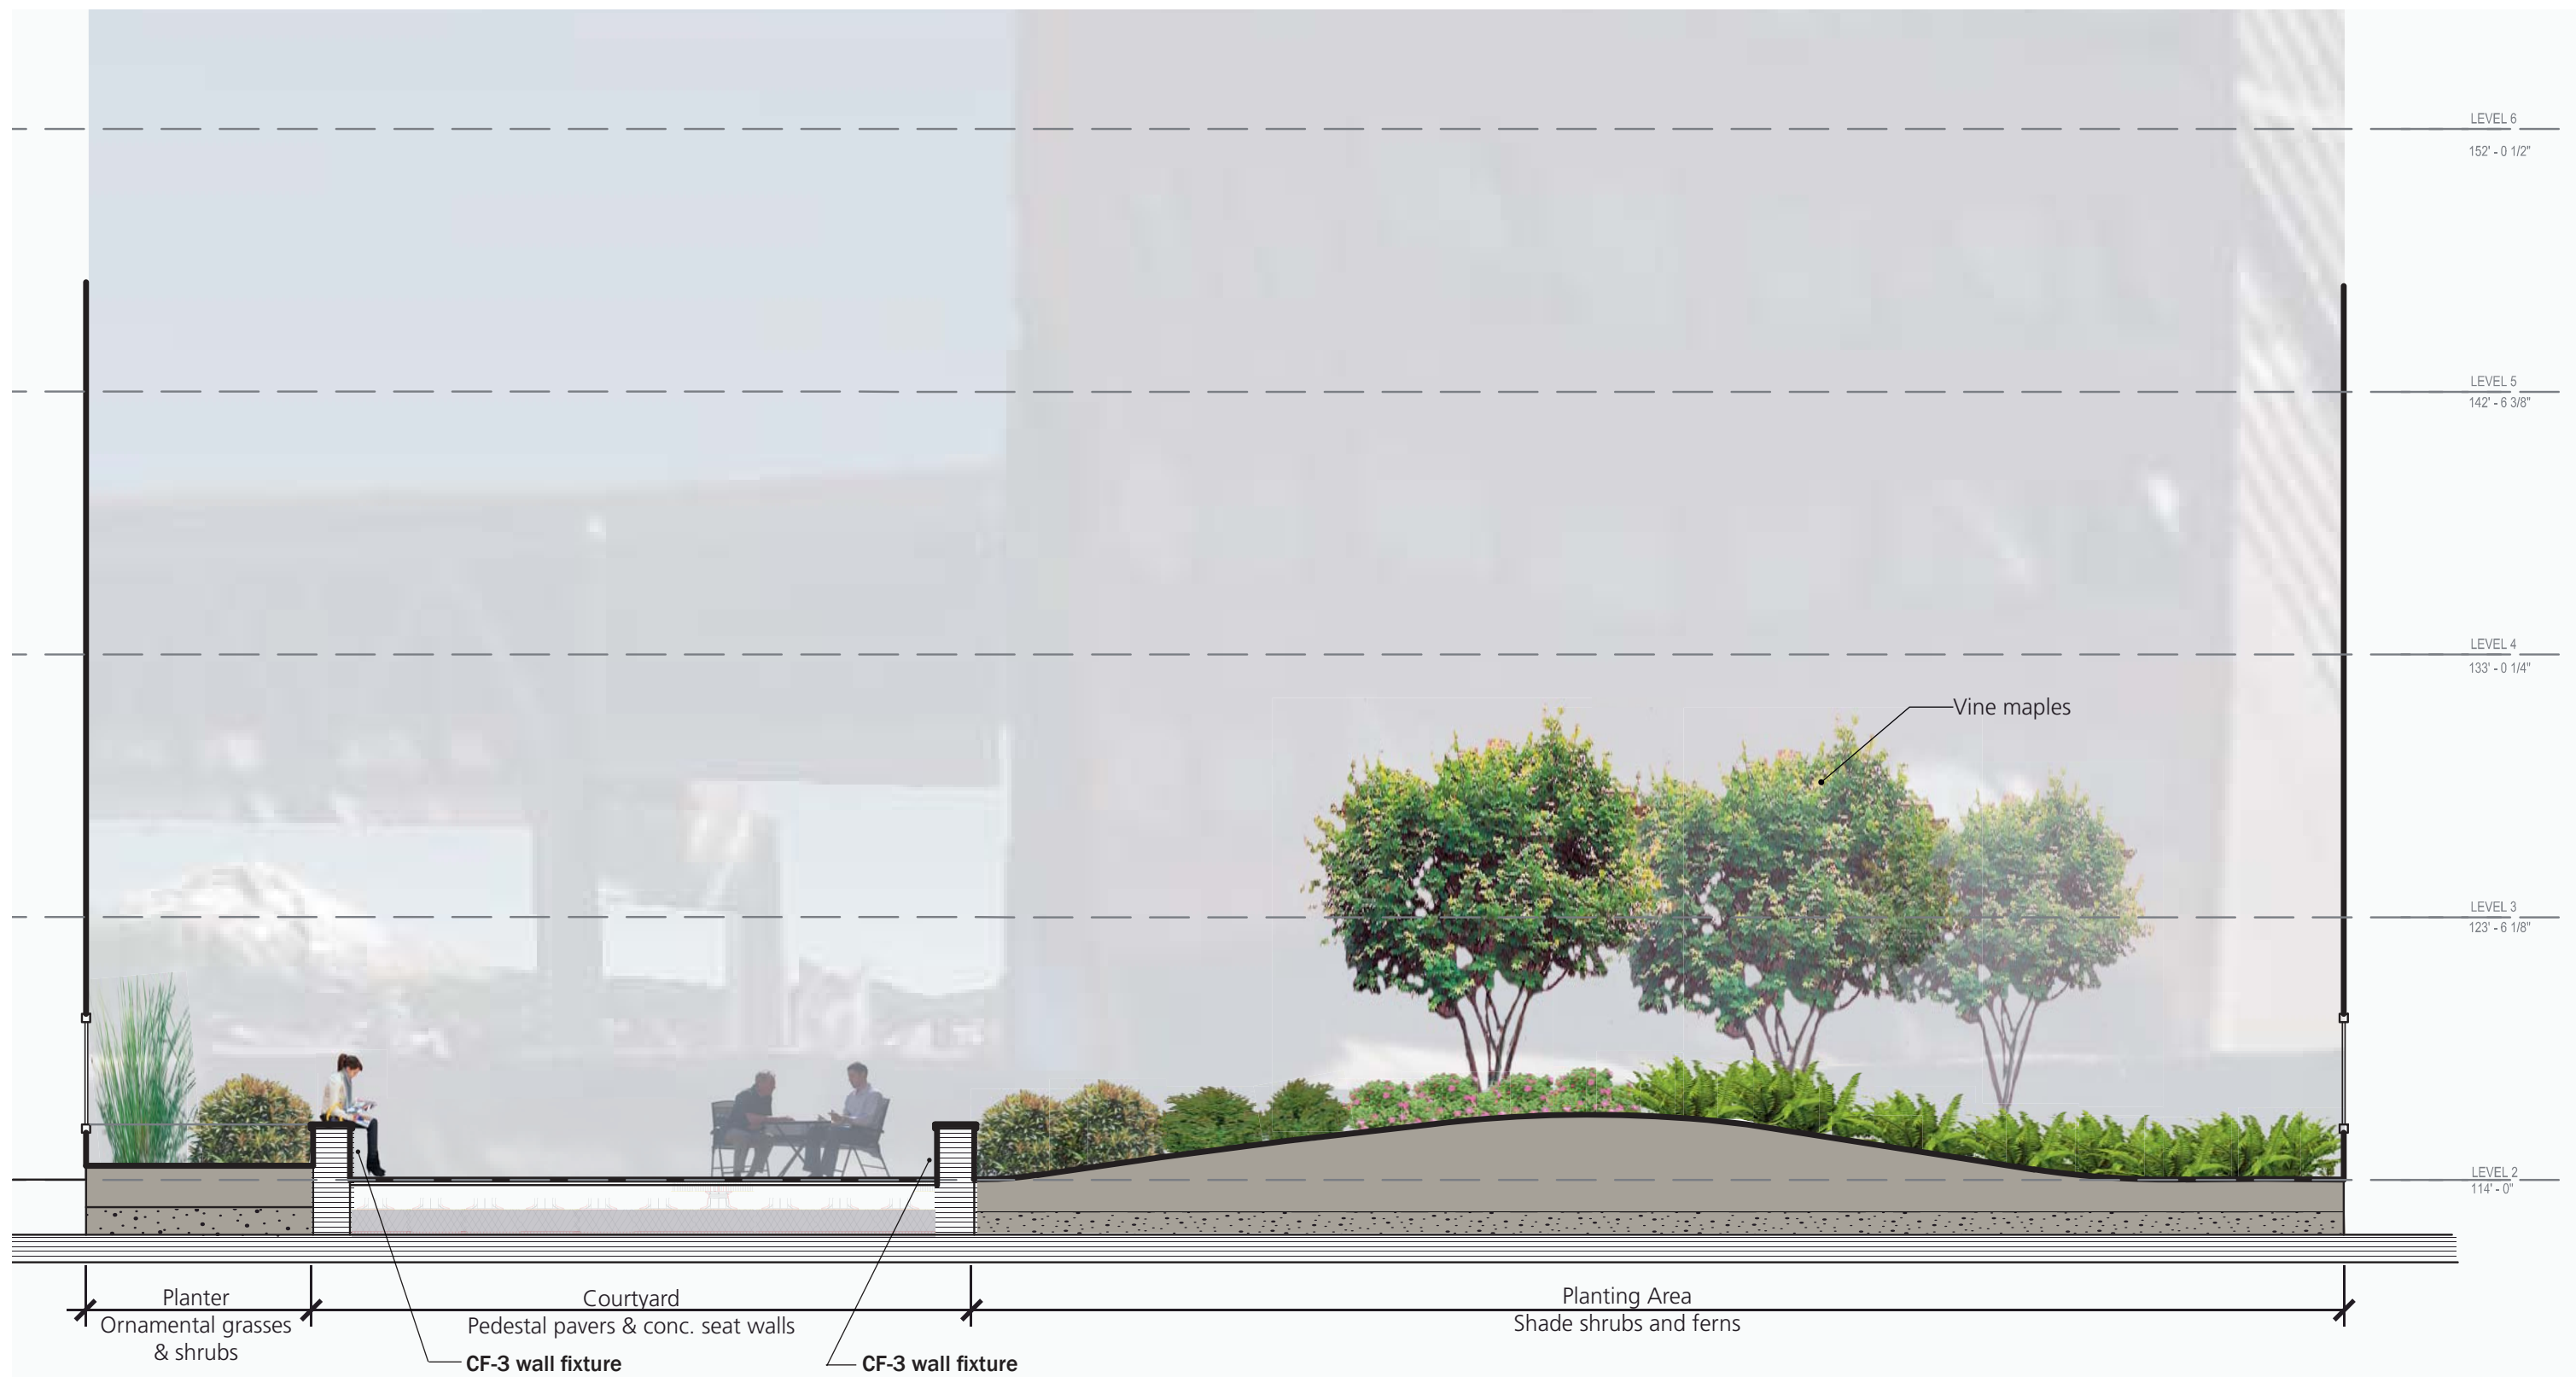 LEVEL 6
152' - 0 1/2"
LEVEL 5
142' - 6 3/8"
LEVEL 4
133' - 0 1/4"
Vine maples
LEVEL 3
123' - 6 1/8"
LEVEL 2
114' - 0"
Planter
Ornamental grasses
& shrubs
Courtyard
Pedestal pavers & conc. seat walls
Planting Area
Shade shrubs and ferns
CF-3 wall fixture
CF-3 wall fixture